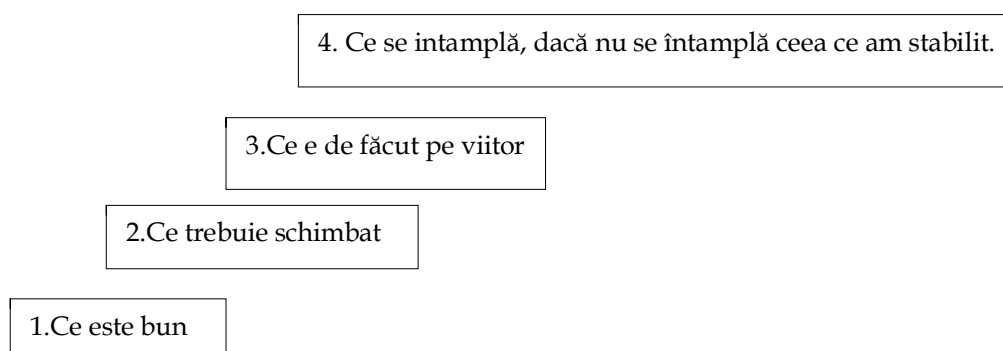 4. Ce se intamplă, dacă nu se întamplă ceea ce am stabilit.
3.Ce e de făcut pe viitor
2.Ce trebuie schimbat
1.Ce este bun